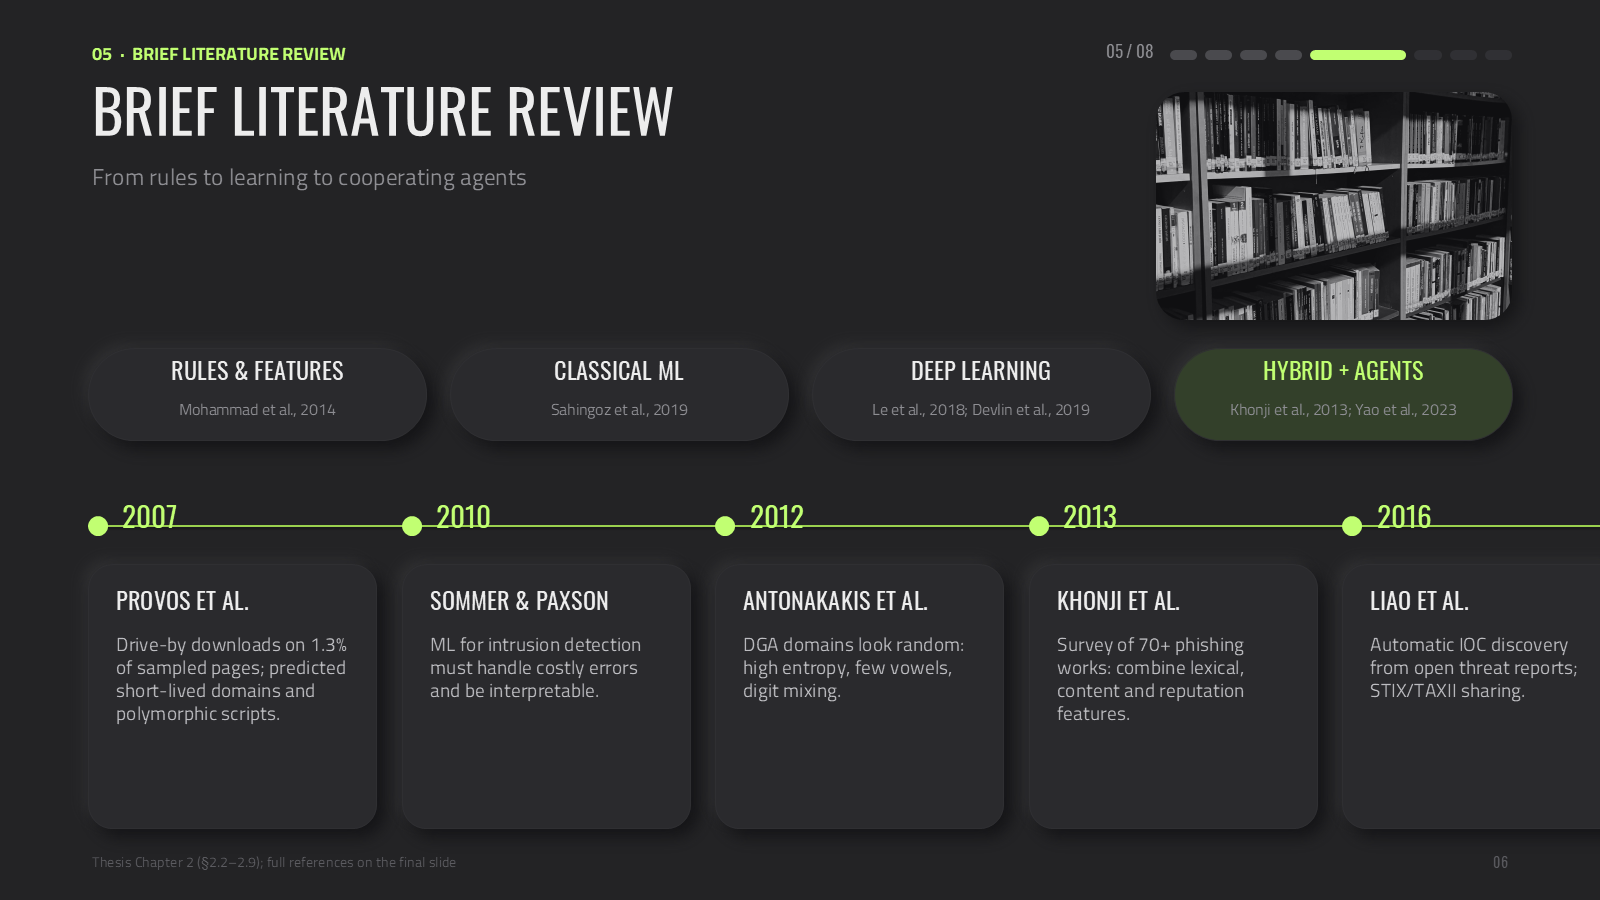 05 · BRIEF LITERATURE REVIEW
05 / 08
BRIEF LITERATURE REVIEW
From rules to learning to cooperating agents
RULES & FEATURES
Mohammad et al., 2014
CLASSICAL ML
Sahingoz et al., 2019
DEEP LEARNING
Le et al., 2018; Devlin et al., 2019
HYBRID + AGENTS
Khonji et al., 2013; Yao et al., 2023
2007
2010
2012
2013
2016
PROVOS ET AL.
Drive-by downloads on 1.3%
of sampled pages; predicted
short-lived domains and
polymorphic scripts.
SOMMER & PAXSON
ML for intrusion detection
must handle costly errors
and be interpretable.
ANTONAKAKIS ET AL.
DGA domains look random:
high entropy, few vowels,
digit mixing.
KHONJI ET AL.
Survey of 70+ phishing
works: combine lexical,
content and reputation
features.
LIAO ET AL.
Automatic IOC discovery
from open threat reports;
STIX/TAXII sharing.
Thesis Chapter 2 (§2.2–2.9); full references on the final slide
06